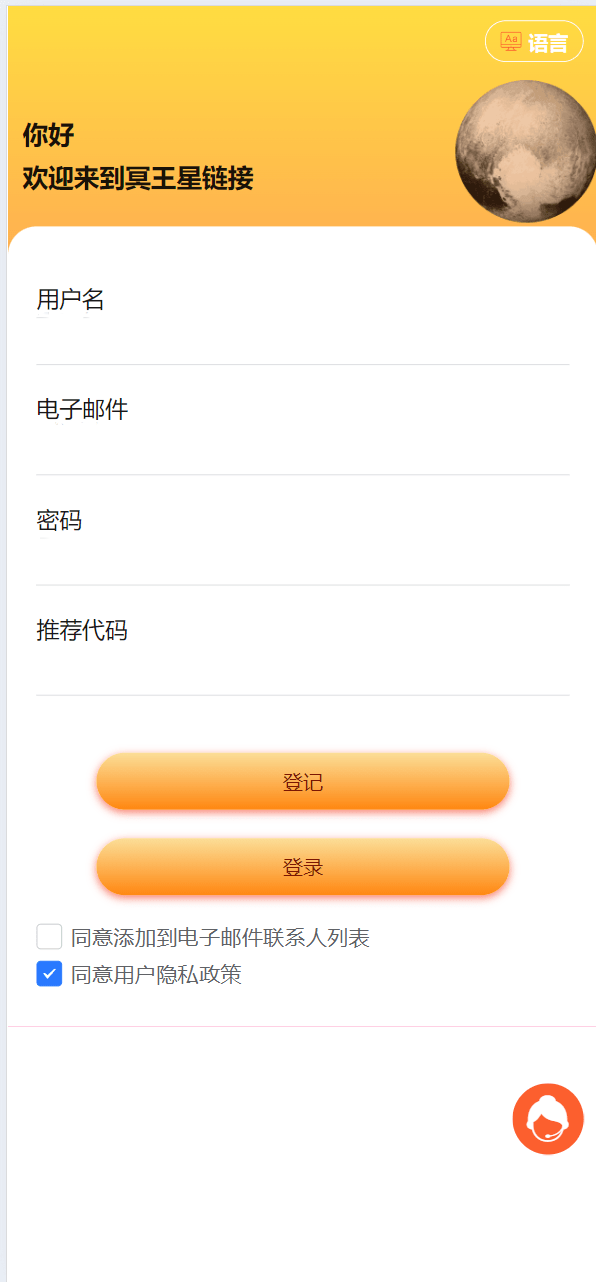 Aa 语言
你好
欢迎来到冥王星链接
用户名
电子邮件
密码
推荐代码
登记
登录
同意添加到电子邮件联系人列表
同意用户隐私政策